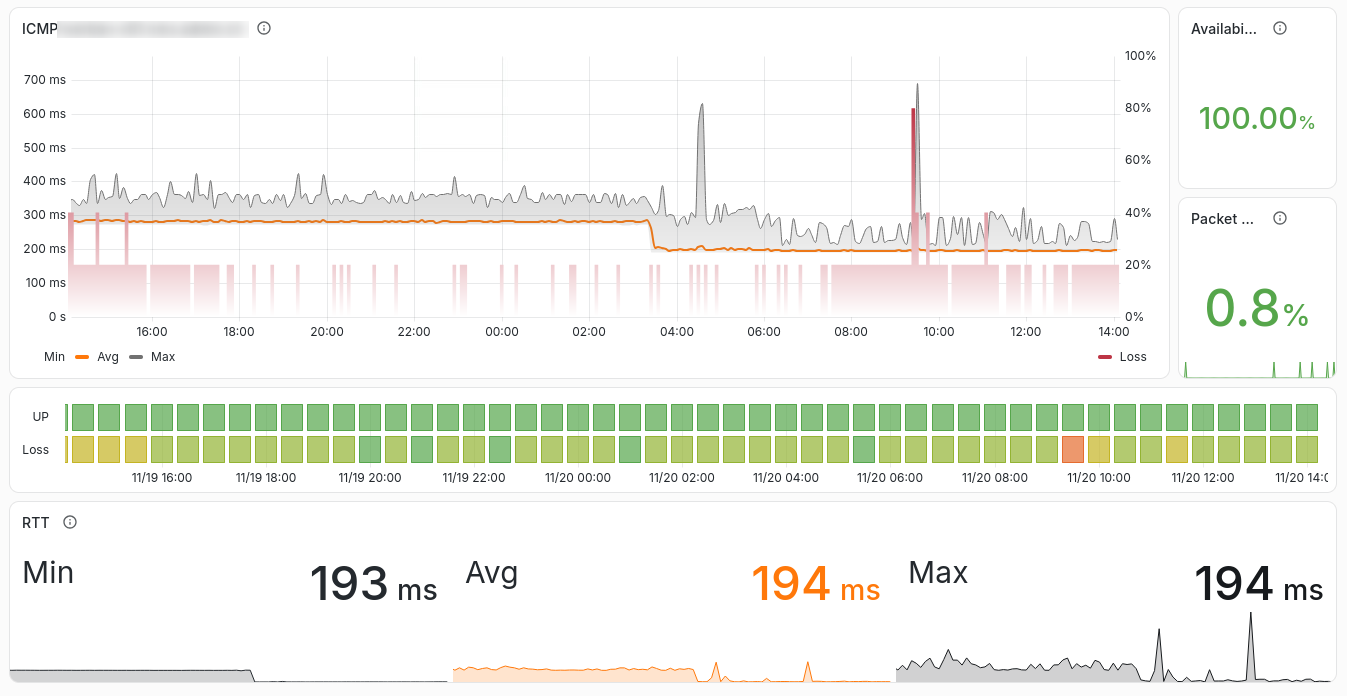 ICMP
Availabi...
100.00%
Packet ...
0.8%
700 ms
600 ms
500 ms
400 ms
300 ms
200 ms
100 ms
0 s
100%
80%
60%
40%
20%
0%
16:00 18:00 20:00 22:00 00:00 02:00 04:00 06:00 08:00 10:00 12:00 14:00
Min Avg Max Loss
UP
Loss
11/19 16:00 11/19 18:00 11/19 20:00 11/19 22:00 11/20 00:00 11/20 02:00 11/20 04:00 11/20 06:00 11/20 08:00 11/20 10:00 11/20 12:00 11/20 14:0
RTT
Min 193 ms Avg 194 ms Max 194 ms